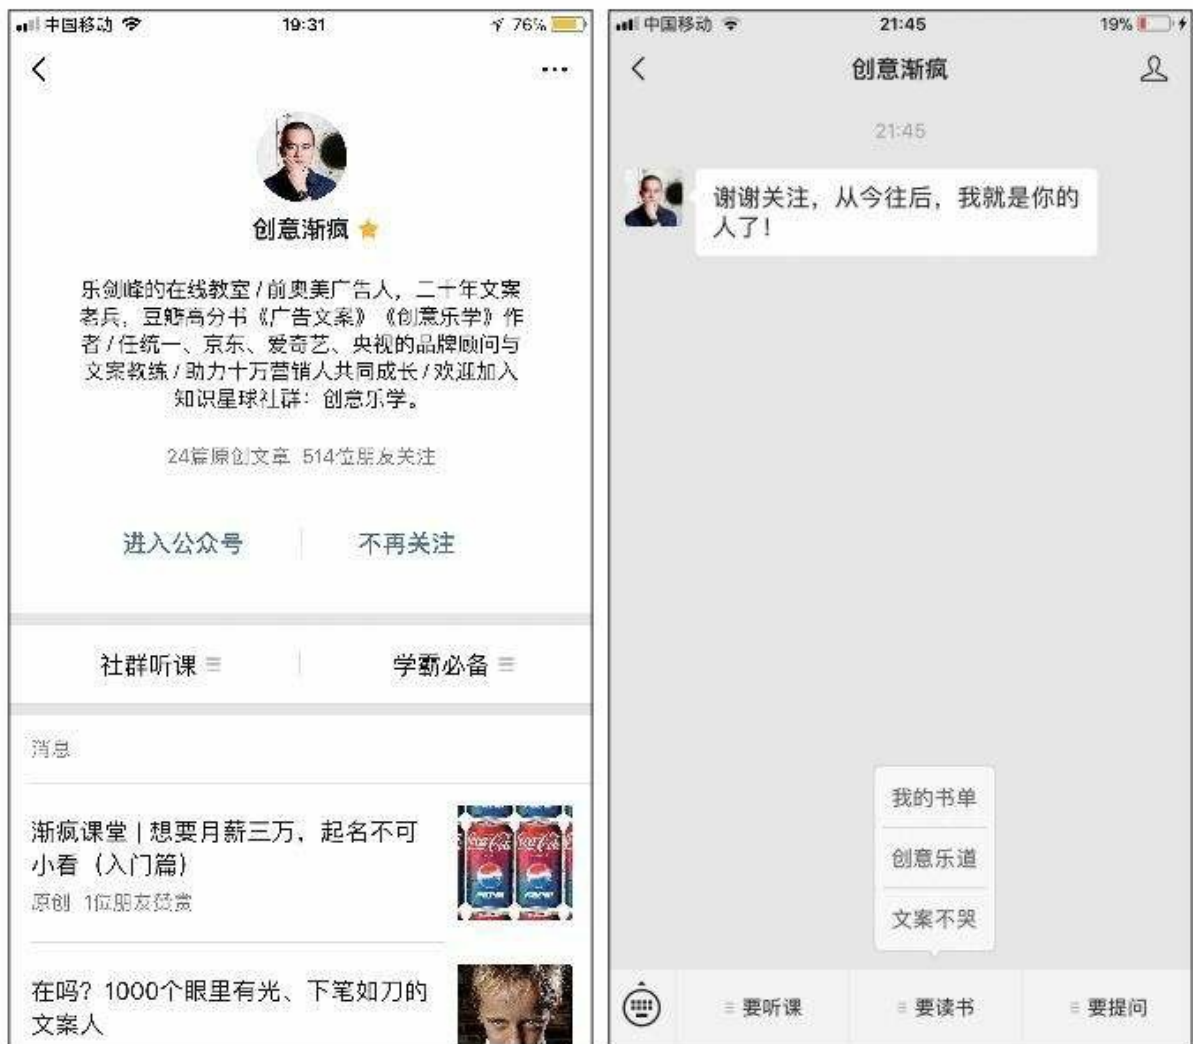 中国移动 19:31 76%
创意渐疯
乐剑峰的在线教室/前奥美广告人，二十年文案
老兵，豆瓣高分书《广告文案》《创意乐学》作
者/任统一、京东、爱奇艺、央视的品牌顾问与
文案教练/助力十万营销人共同成长/欢迎加入
知识星球社群：创意乐学。
24篇原创文章 514位朋友关注
进入公众号 不再关注
社群听课 学霸必备
消息
渐疯课堂 | 想要月薪三万，起名不可
小看（入门篇）
原创 1位朋友赞赏
在吗？1000个眼里有光、下笔如刀的
文案人
中国移动 21:45 19%
创意渐疯
21:45
谢谢关注，从今往后，我就是你的
人了！
我的书单
创意乐道
文案不哭
要听课 要读书 要提问